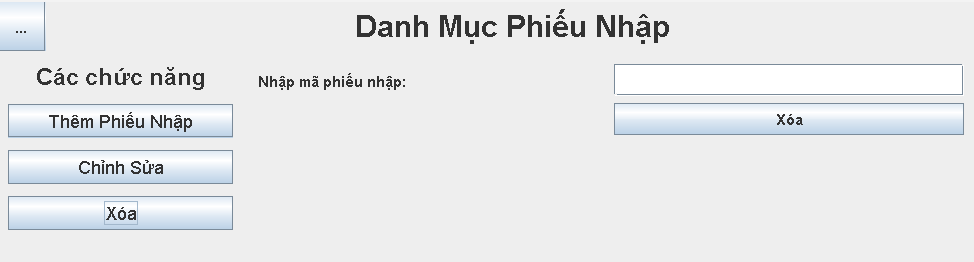 ...
Danh Mục Phiếu Nhập
Các chức năng
Thêm Phiếu Nhập
Chỉnh Sửa
Xóa
Nhập mã phiếu nhập:
Xóa